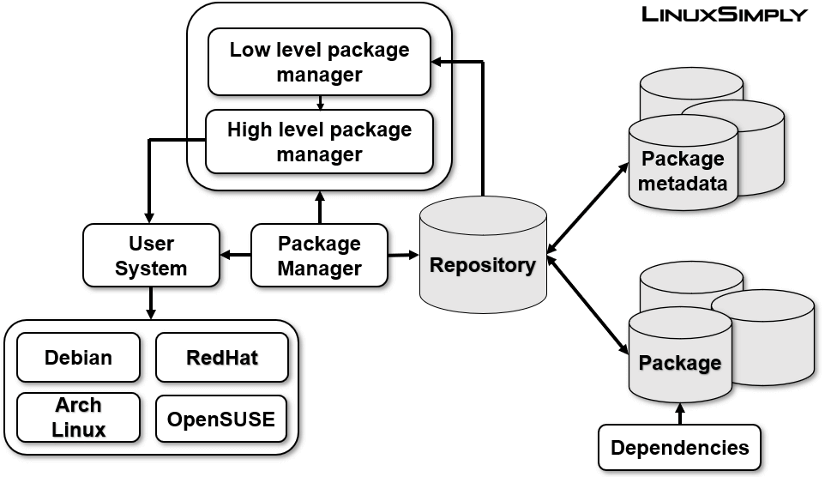 LinuxSimply
Low level package
manager
High level package
manager
User
System
Package
Manager
Repository
Package
metadata
Package
Dependencies
Debian
RedHat
Arch
Linux
OpenSUSE